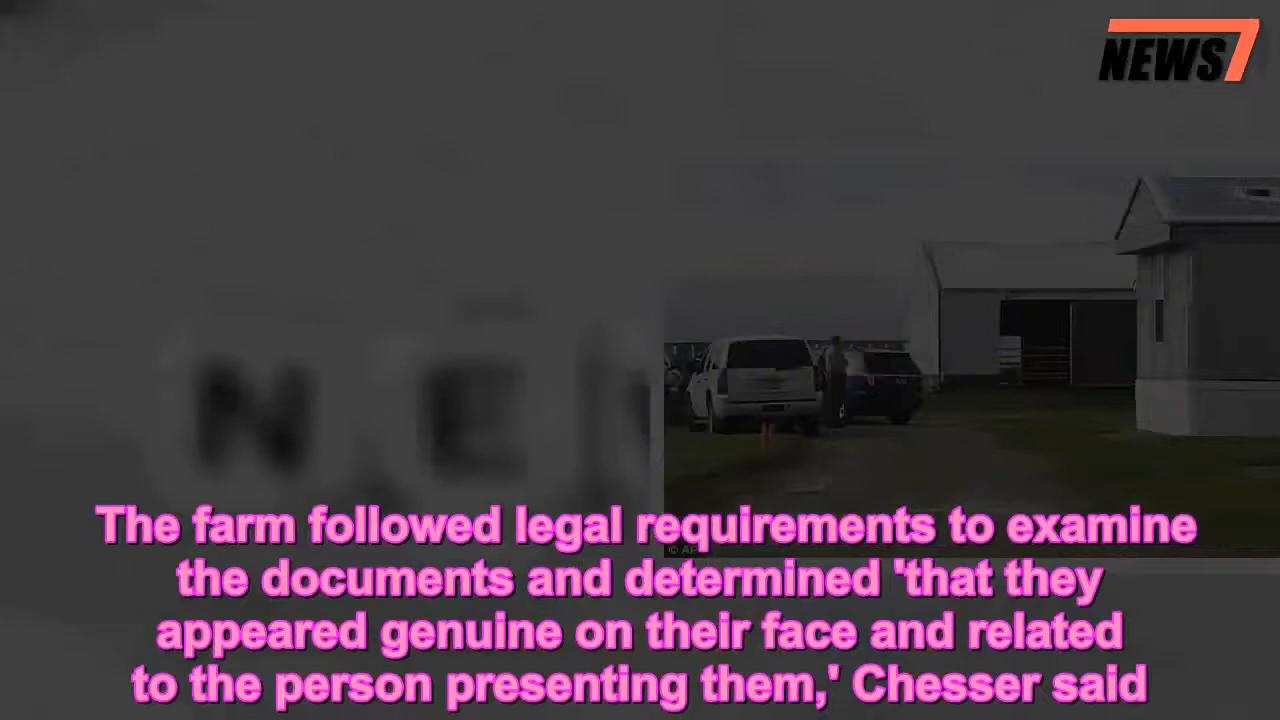 NEWS7
N E
© AP
The farm followed legal requirements to examine
the documents and determined 'that they
appeared genuine on their face and related
to the person presenting them,' Chesser said